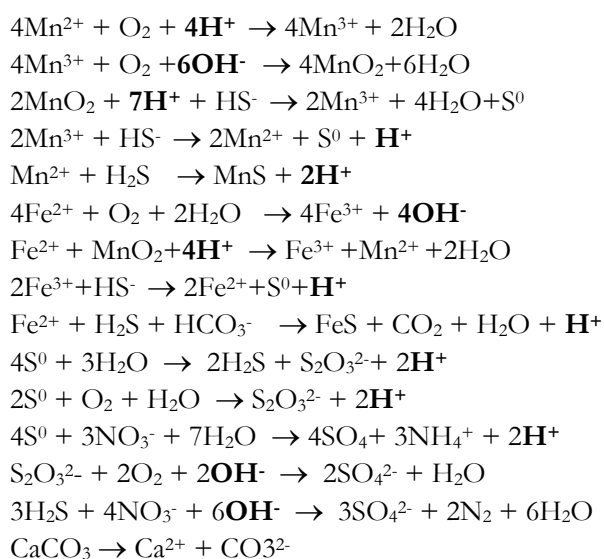 4Mn²⁺ + O₂ + 4H⁺ → 4Mn³⁺ + 2H₂O
4Mn³⁺ + O₂ +6OH- → 4MnO₂+6H₂O
2MnO₂ + 7H⁺ + HS- → 2Mn³⁺ + 4H₂O+S⁰
2Mn³⁺ + HS- → 2Mn²⁺ + S⁰ + H⁺
Mn²⁺ + H₂S → MnS + 2H⁺
4Fe²⁺ + O₂ + 2H₂O → 4Fe³⁺ + 4OH-
Fe²⁺ + MnO₂+4H⁺ → Fe³⁺ +Mn²⁺ +2H₂O
2Fe³⁺+HS- → 2Fe²⁺+S⁰+H⁺
Fe²⁺ + H₂S + HCO₃⁻ → FeS + CO₂ + H₂O + H⁺
4S⁰ + 3H₂O → 2H₂S + S₂O₃²⁻+ 2H⁺
2S⁰ + O₂ + H₂O → S₂O₃²⁻ + 2H⁺
4S⁰ + 3NO₃⁻ + 7H₂O → 4SO₄+ 3NH₄⁺ + 2H⁺
S₂O₃²⁻ + 2O₂ + 2OH- → 2SO₄²⁻ + H₂O
3H₂S + 4NO₃⁻ + 6OH- → 3SO₄²⁻ + 2N₂ + 6H₂O
CaCO₃ → Ca²⁺ + CO3²⁻